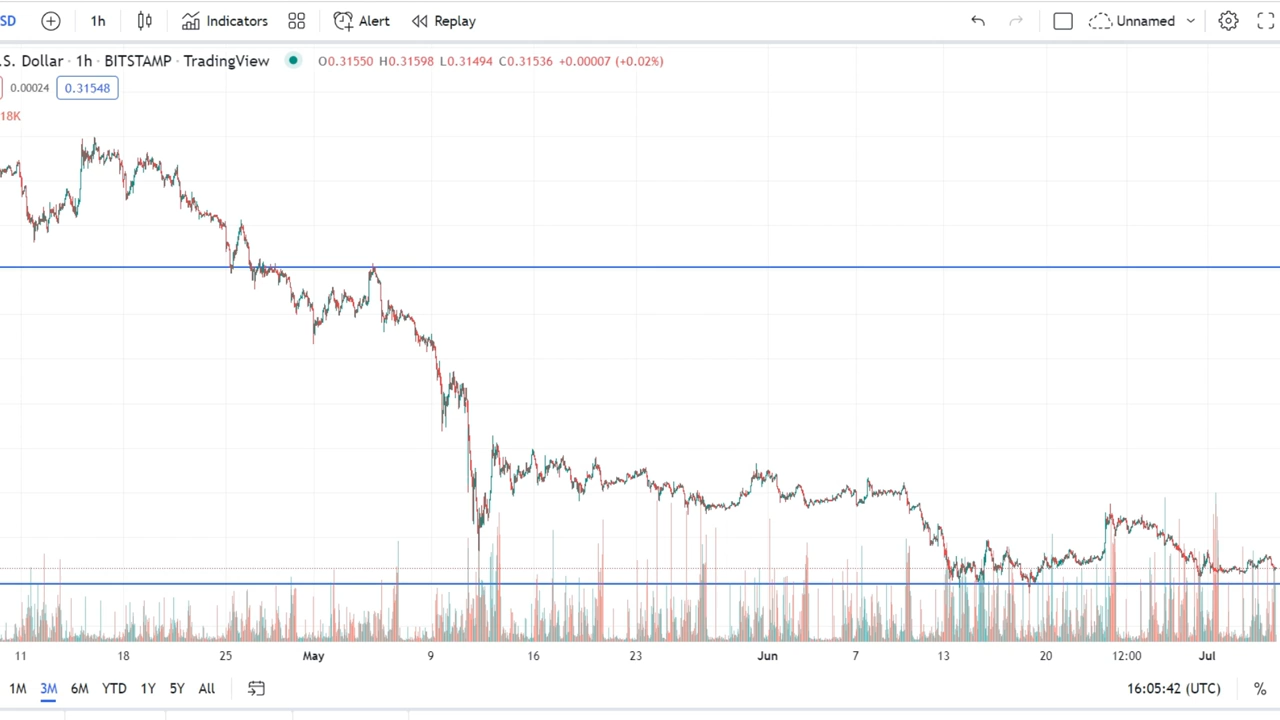 SD 1h Indicators Alert Replay Unnamed
.S. Dollar · 1h · BITSTAMP · TradingView O0.31550 H0.31598 L0.31494 C0.31536 +0.00007 (+0.02%)
0.00024 0.31548
18K
11 18 25 May 9 16 23 Jun 7 13 20 12:00 Jul
1M 3M 6M YTD 1Y 5Y All 16:05:42 (UTC) %